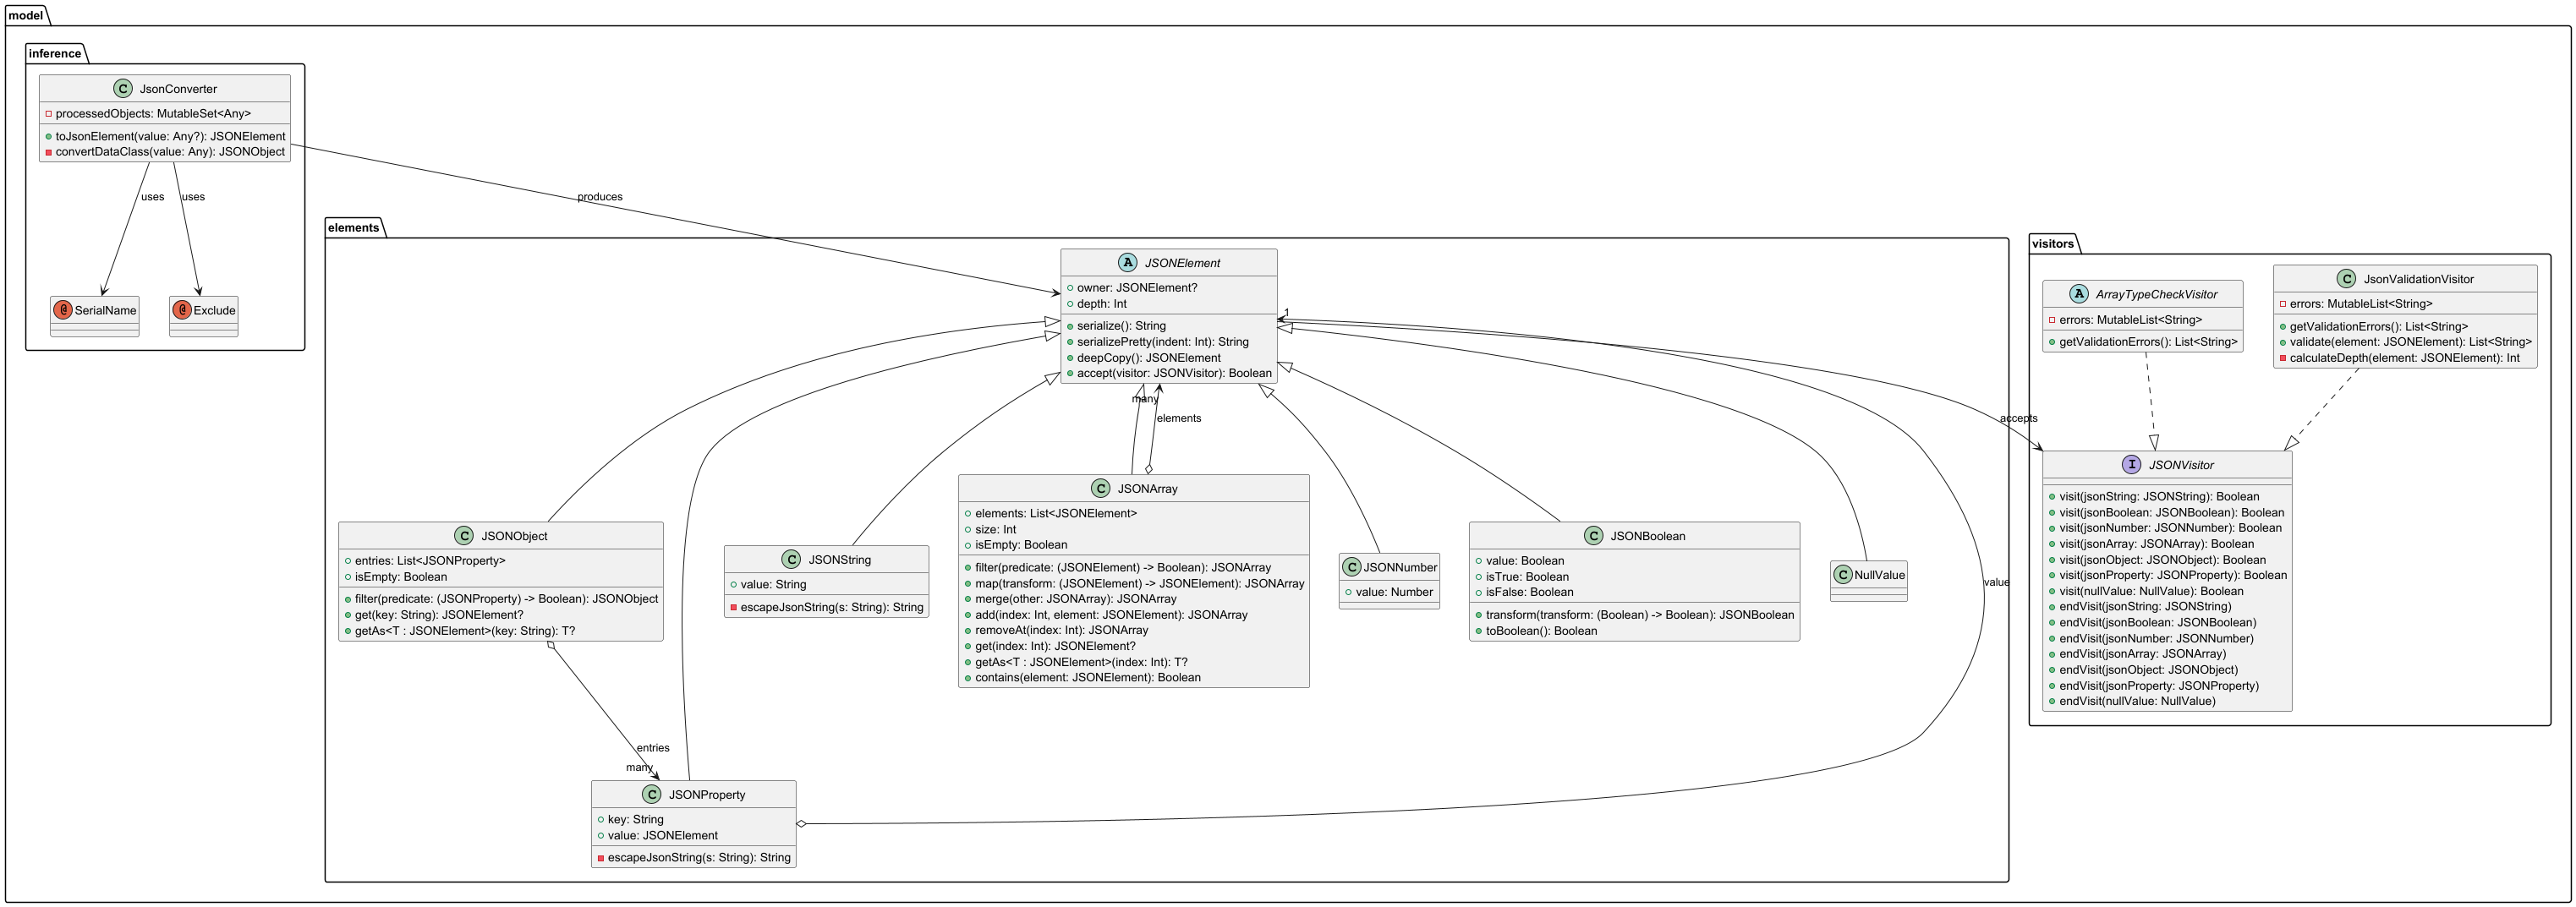 model
inference
C JsonConverter
processedObjects: MutableSet<Any>
toJsonElement(value: Any?): JSONElement
convertDataClass(value: Any): JSONObject
uses
uses
@ SerialName
@ Exclude
produces
elements
A JSONElement
owner: JSONElement?
depth: Int
serialize(): String
serializePretty(indent: Int): String
deepCopy(): JSONElement
accept(visitor: JSONVisitor): Boolean
1
many
elements
accepts
value
C JSONObject
entries: List<JSONProperty>
isEmpty: Boolean
filter(predicate: (JSONProperty) -> Boolean): JSONObject
get(key: String): JSONElement?
getAs<T : JSONElement>(key: String): T?
C JSONString
value: String
escapeJsonString(s: String): String
C JSONArray
elements: List<JSONElement>
size: Int
isEmpty: Boolean
filter(predicate: (JSONElement) -> Boolean): JSONArray
map(transform: (JSONElement) -> JSONElement): JSONArray
merge(other: JSONArray): JSONArray
add(index: Int, element: JSONElement): JSONArray
removeAt(index: Int): JSONArray
get(index: Int): JSONElement?
getAs<T : JSONElement>(index: Int): T?
contains(element: JSONElement): Boolean
C JSONNumber
value: Number
C JSONBoolean
value: Boolean
isTrue: Boolean
isFalse: Boolean
transform(transform: (Boolean) -> Boolean): JSONBoolean
toBoolean(): Boolean
C NullValue
entries
many
C JSONProperty
key: String
value: JSONElement
escapeJsonString(s: String): String
visitors
A ArrayTypeCheckVisitor
errors: MutableList<String>
getValidationErrors(): List<String>
C JsonValidationVisitor
errors: MutableList<String>
getValidationErrors(): List<String>
validate(element: JSONElement): List<String>
calculateDepth(element: JSONElement): Int
I JSONVisitor
visit(jsonString: JSONString): Boolean
visit(jsonBoolean: JSONBoolean): Boolean
visit(jsonNumber: JSONNumber): Boolean
visit(jsonArray: JSONArray): Boolean
visit(jsonObject: JSONObject): Boolean
visit(jsonProperty: JSONProperty): Boolean
visit(nullValue: NullValue): Boolean
endVisit(jsonString: JSONString)
endVisit(jsonBoolean: JSONBoolean)
endVisit(jsonNumber: JSONNumber)
endVisit(jsonArray: JSONArray)
endVisit(jsonObject: JSONObject)
endVisit(jsonProperty: JSONProperty)
endVisit(nullValue: NullValue)